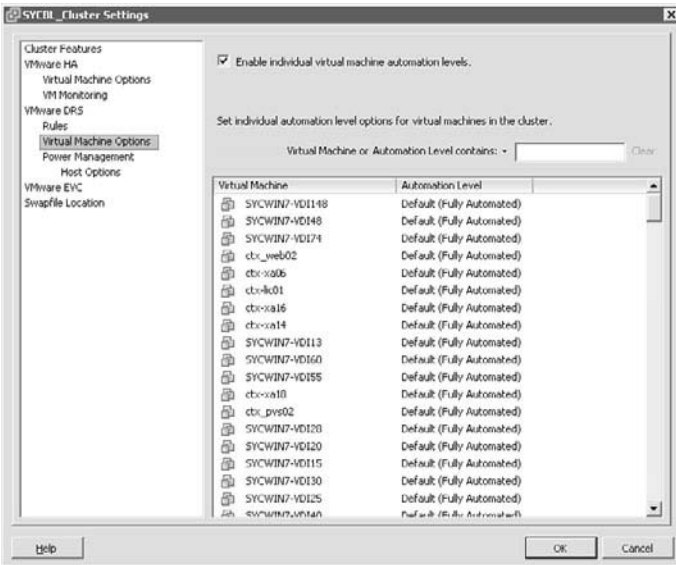 SYCBL_Cluster Settings
Cluster Features
VMware HA
Virtual Machine Options
VM Monitoring
VMware DRS
Rules
Virtual Machine Options
Power Management
Host Options
VMware EVC
Swapfile Location
Enable individual virtual machine automation levels.
Set individual automation level options for virtual machines in the cluster.
Virtual Machine or Automation Level contains:
Clear
Virtual Machine Automation Level
SYCWIN7-VDI148 Default (Fully Automated)
SYCWIN7-VDI48 Default (Fully Automated)
SYCWIN7-VDI74 Default (Fully Automated)
ctx_web02 Default (Fully Automated)
ctx-xa06 Default (Fully Automated)
ctx-lic01 Default (Fully Automated)
ctx-xa16 Default (Fully Automated)
ctx-xa14 Default (Fully Automated)
SYCWIN7-VDI13 Default (Fully Automated)
SYCWIN7-VDI60 Default (Fully Automated)
SYCWIN7-VDI55 Default (Fully Automated)
ctx-xa18 Default (Fully Automated)
ctx_pvs02 Default (Fully Automated)
SYCWIN7-VDI28 Default (Fully Automated)
SYCWIN7-VDI20 Default (Fully Automated)
SYCWIN7-VDI15 Default (Fully Automated)
SYCWIN7-VDI30 Default (Fully Automated)
SYCWIN7-VDI25 Default (Fully Automated)
SYCWIN7-VDI40 Default (Fully Automated)
Help
OK
Cancel